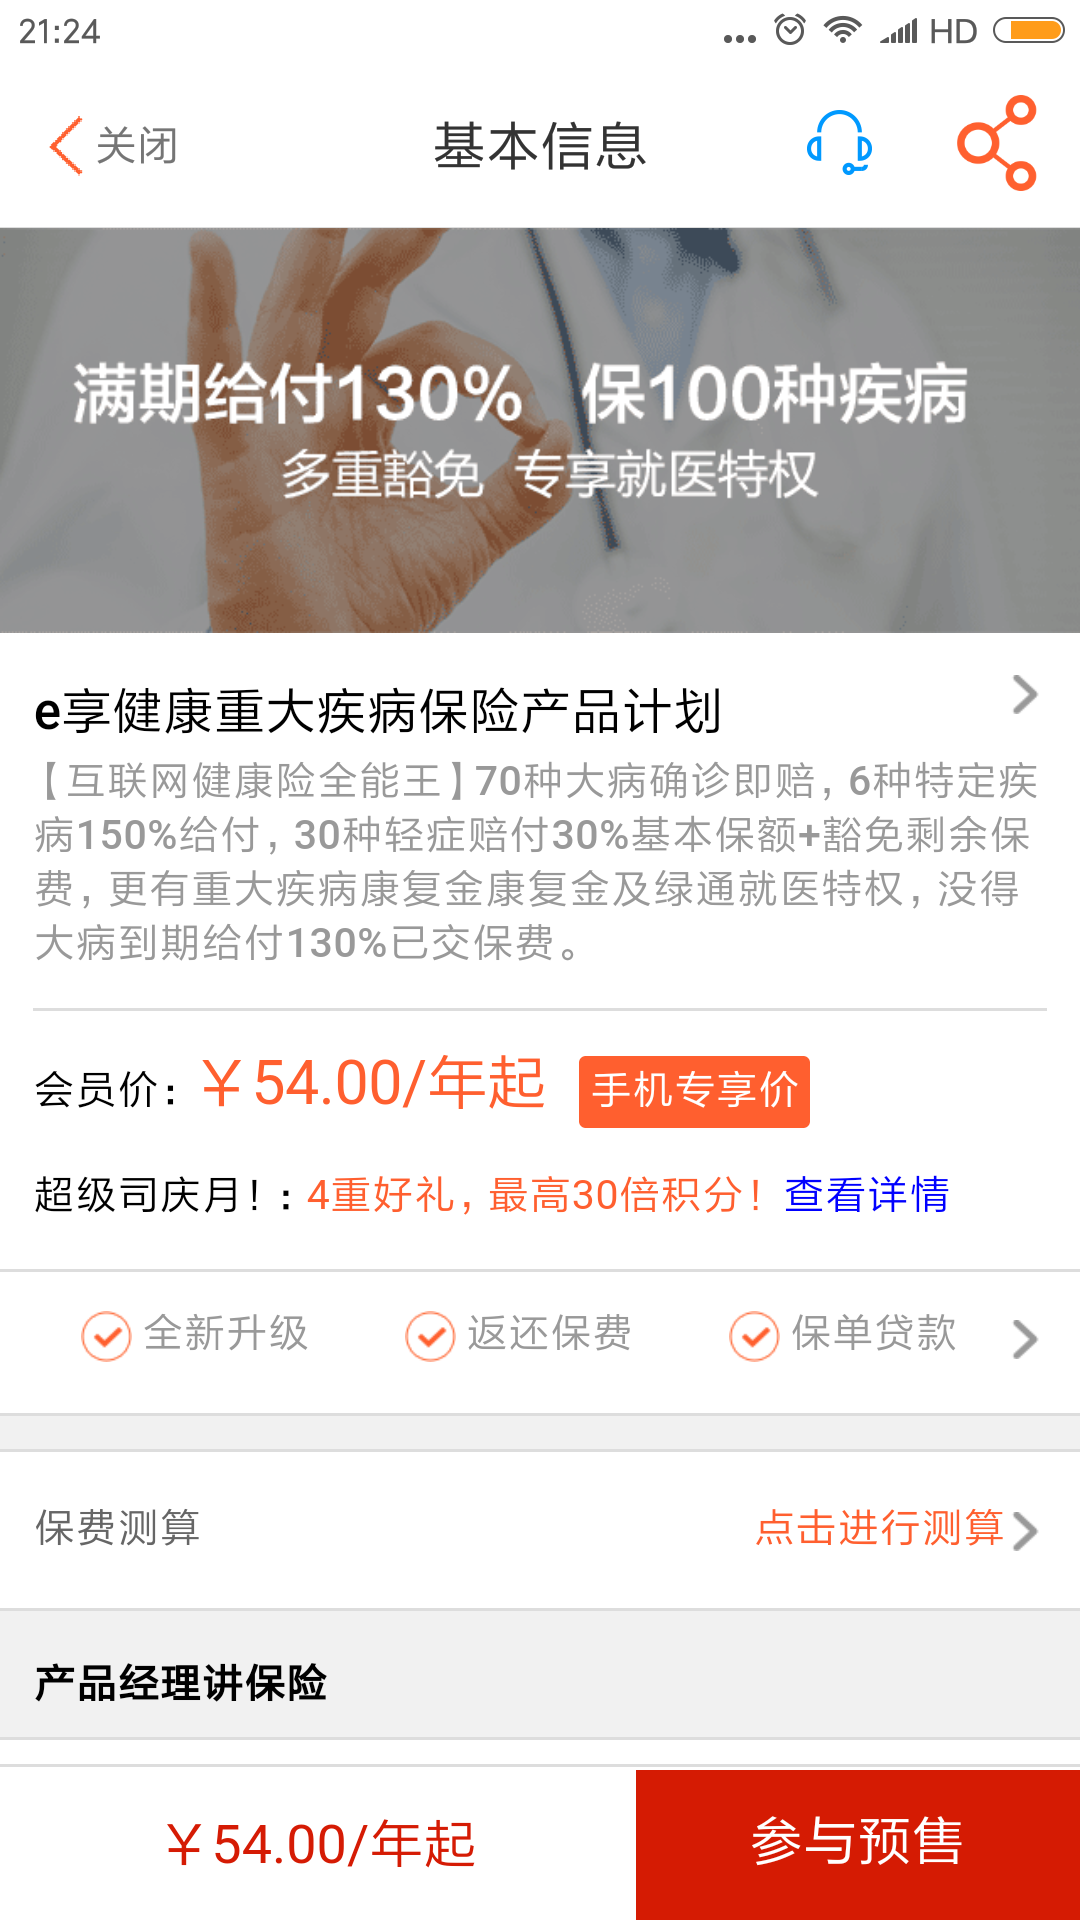 21:24 HD
关闭 基本信息
满期给付130% 保100种疾病
多重豁免 专享就医特权
e享健康重大疾病保险产品计划
【互联网健康险全能王】70种大病确诊即赔，6种特定疾
病150%给付，30种轻症赔付30%基本保额+豁免剩余保
费，更有重大疾病康复金康复金及绿通就医特权，没得
大病到期给付130%已交保费。
会员价：￥54.00/年起 手机专享价
超级司庆月！：4重好礼，最高30倍积分！查看详情
全新升级 返还保费 保单贷款
保费测算 点击进行测算
产品经理讲保险
￥54.00/年起 参与预售